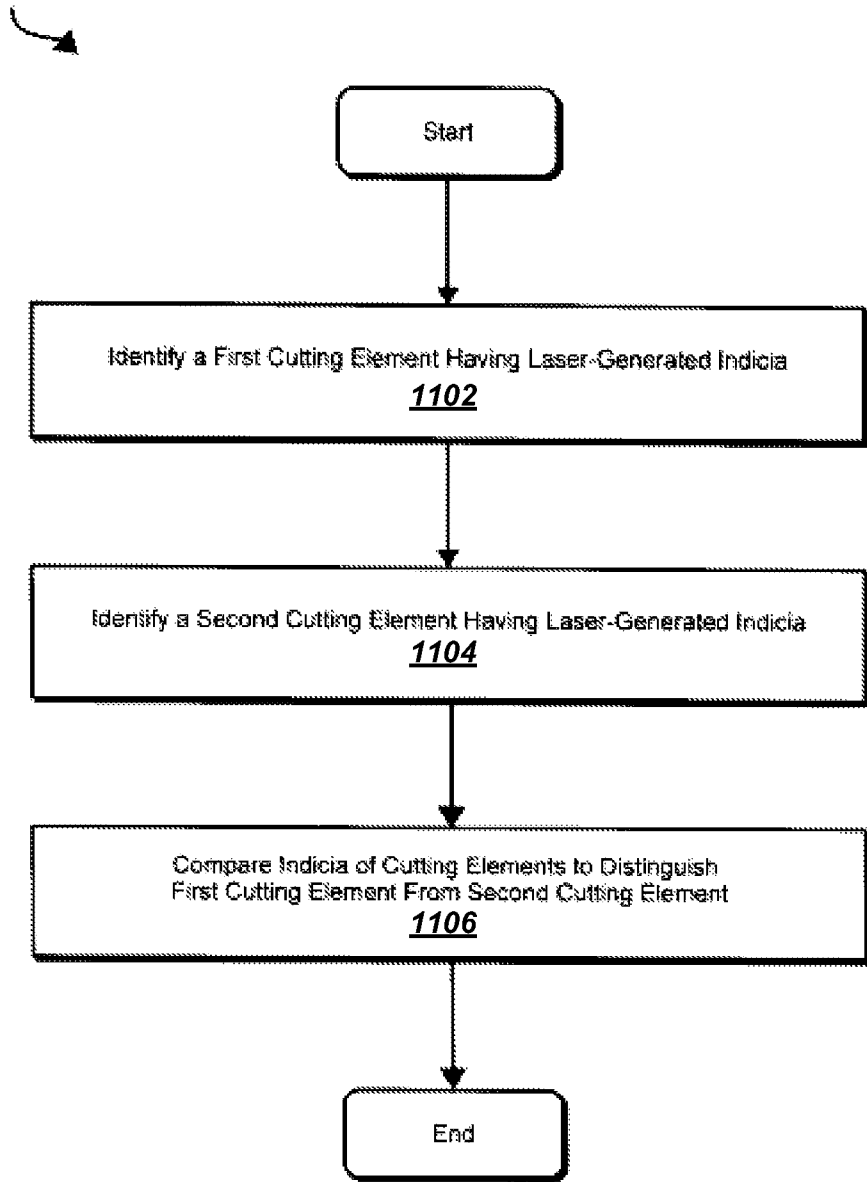 Start
Identify a First Cutting Element Having Laser-Generated Indicia
1102
Identify a Second Cutting Element Having Laser-Generated Indicia
1104
Compare Indicia of Cutting Elements to Distinguish
First Cutting Element From Second Cutting Element
1106
End